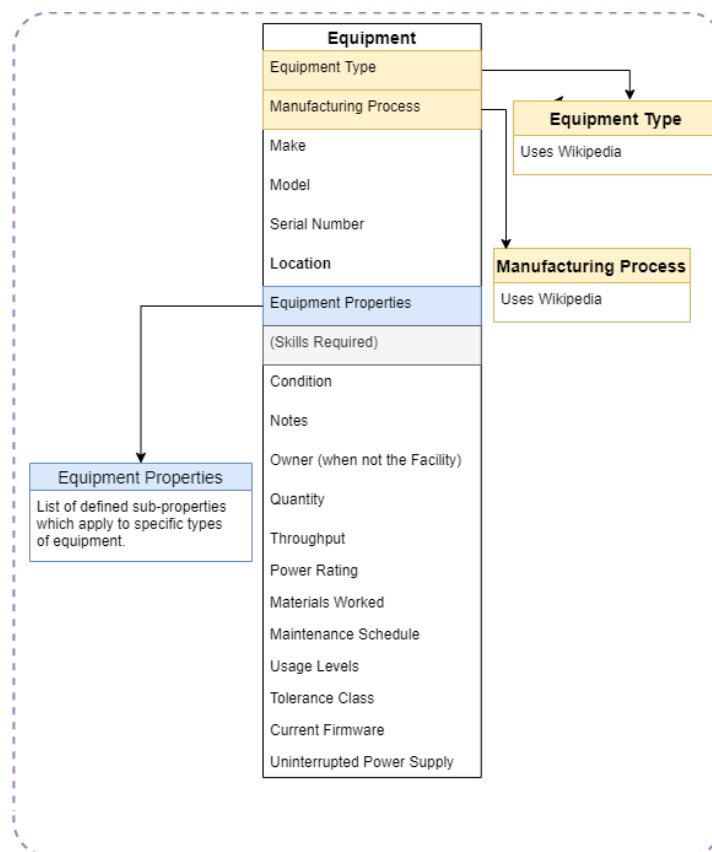 Equipment
Equipment Type
Manufacturing Process
Make
Model
Serial Number
Location
Equipment Properties
(Skills Required)
Condition
Notes
Owner (when not the Facility)
Quantity
Throughput
Power Rating
Materials Worked
Maintenance Schedule
Usage Levels
Tolerance Class
Current Firmware
Uninterrupted Power Supply
Equipment Type
Uses Wikipedia
Manufacturing Process
Uses Wikipedia
Equipment Properties
List of defined sub-properties
which apply to specific types
of equipment.